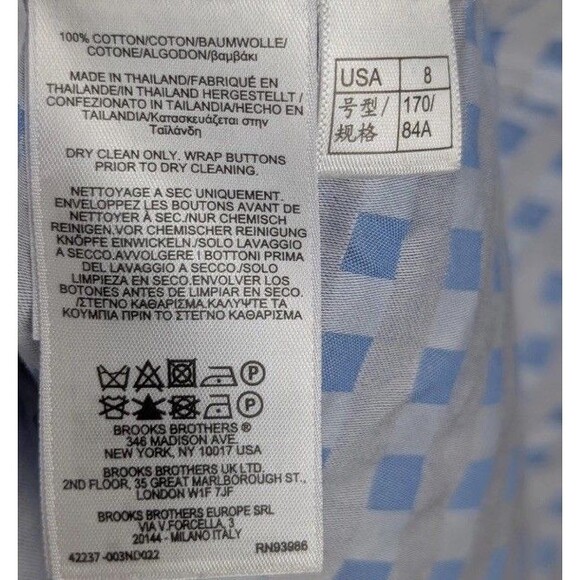 100% COTTON/COTON/BAUMWOLLE/
COTONE/ALGODON/βαμβάκι
MADE IN THAILAND/FABRIQUÉ EN
THAILANDE/IN THAILAND HERGESTELLT /
CONFEZIONATO IN TAILANDIA/HECHO EN
TAILANDIA/Κατασκευάζεται στην
Ταϊλάνδη
DRY CLEAN ONLY. WRAP BUTTONS
PRIOR TO DRY CLEANING.
NETTOYAGE A SEC UNIQUEMENT.
ENVELOPPEZ LES BOUTONS AVANT DE
NETTOYER À SEC./NUR CHEMISCH
REINIGEN.VOR CHEMISCHER REINIGUNG
KNÖPFE EINWICKELN./SOLO LAVAGGIO
A SECCO.AVVOLGERE I BOTTONI PRIMA
DEL LAVAGGIO A SECCO./SOLO
LIMPIEZA EN SECO.ENVOLVER LOS
BOTONES ANTES DE LIMPIAR EN SECO.
/ΣΤΕΓΝΟ ΚΑΘΑΡΙΣΜΑ.ΚΑΛΥΨΤΕ ΤΑ
ΚΟΥΜΠΙΑ ΠΡΙΝ ΤΟ ΣΤΕΓΝΟ ΚΑΘΑΡΙΣΜΑ.
P
P
BROOKS BROTHERS ®
346 MADISON AVE.
NEW YORK, NY 10017 USA
BROOKS BROTHERS UK LTD.
2ND FLOOR, 35 GREAT MARLBOROUGH ST.,
LONDON W1F 7JF
BROOKS BROTHERS EUROPE SRL
VIA V.FORCELLA, 3
20144 - MILANO ITALY
42237 -003ND022 RN93986
USA 8
号型/ 170/
规格 84A